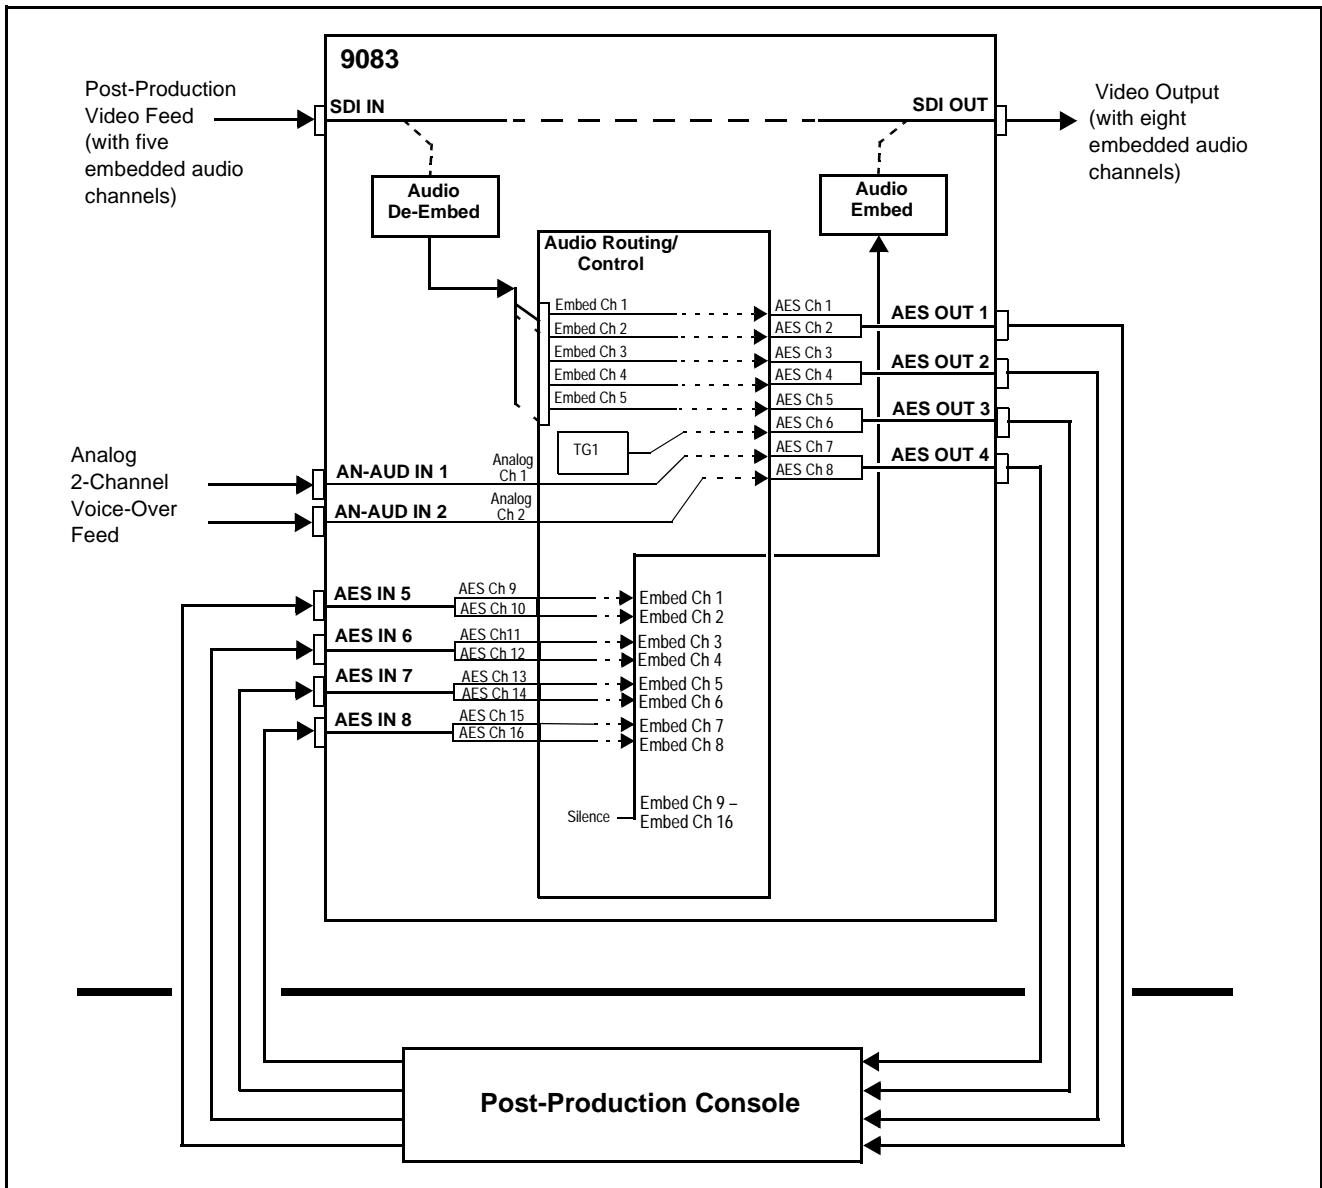 9083
Post-Production
Video Feed
(with five
embedded audio
channels)
SDI IN
SDI OUT
Video Output
(with eight
embedded audio
channels)
Audio
De-Embed
Audio
Embed
Audio Routing/
Control
Embed Ch 1
Embed Ch 2
Embed Ch 3
Embed Ch 4
Embed Ch 5
TG1
AES Ch 1
AES Ch 2
AES Ch 3
AES Ch 4
AES Ch 5
AES Ch 6
AES Ch 7
AES Ch 8
AES OUT 1
AES OUT 2
AES OUT 3
AES OUT 4
Analog
2-Channel
Voice-Over
Feed
AN-AUD IN 1
Analog
Ch 1
AN-AUD IN 2
Analog
Ch 2
AES IN 5
AES Ch 9
AES Ch 10
AES IN 6
AES Ch11
AES Ch 12
AES IN 7
AES Ch 13
AES Ch 14
AES IN 8
AES Ch 15
AES Ch 16
Embed Ch 1
Embed Ch 2
Embed Ch 3
Embed Ch 4
Embed Ch 5
Embed Ch 6
Embed Ch 7
Embed Ch 8
Silence
Embed Ch 9 –
Embed Ch 16
Post-Production Console